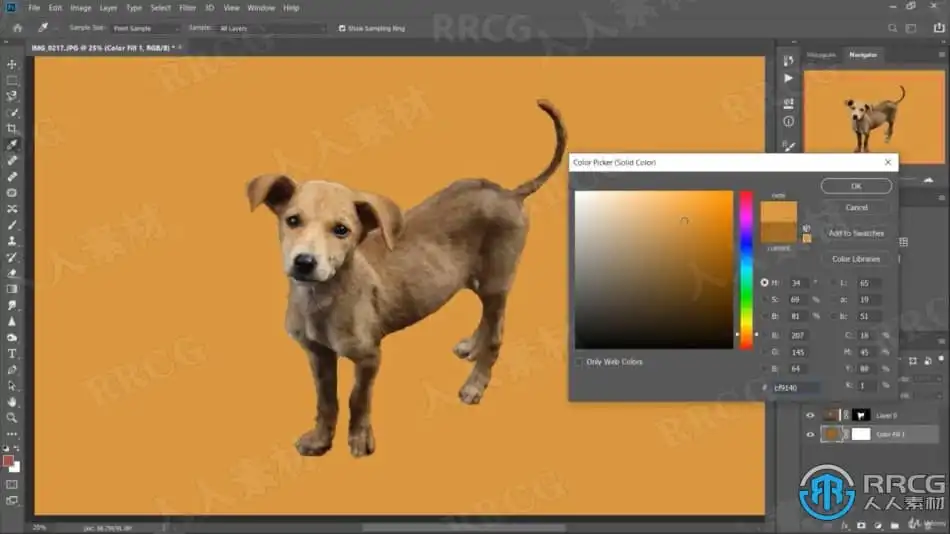 File Edit Image Layer Type Select Filter 3D View Window Help
Sample Size: Point Sample Sample: All Layers Show Sampling Ring
IMG_0217.JPG @ 25% (Color Fill 1, RGB/8) *
Histogram Navigator
RRCG
人人素材
Color Picker (Solid Color)
new
current
OK
Cancel
Add to Swatches
Color Libraries
H: 34 ° L: 65
S: 69 % a: 19
B: 81 % b: 51
R: 207 C: 18 %
G: 145 M: 45 %
B: 64 Y: 80 %
# cf9140 K: 1 %
Only Web Colors
Layer 0
Color Fill 1
25%
RRCG
人人素材
Udemy